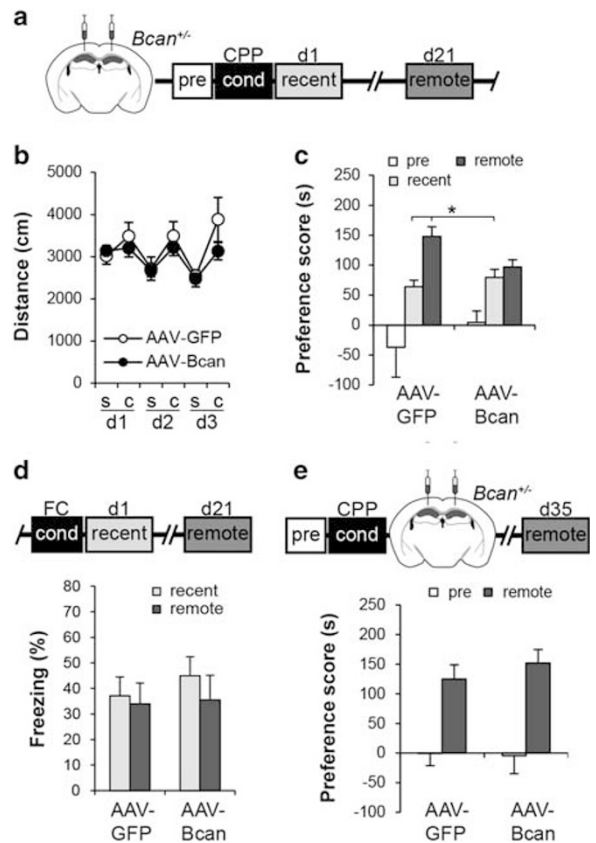 a
Bcan+/-
CPP d1 d21
pre cond recent remote
b
Distance (cm)
5000
4000
3000
2000
1000
0
AAV-GFP
AAV-Bcan
s c s c s c
d1 d2 d3
c
pre remote
recent
Preference score (s)
250
200
150
100
50
0
-50
-100
*
AAV- AAV-
GFP Bcan
d
FC d1 d21
cond recent remote
Freezing (%)
80
70
60
50
40
30
20
10
0
recent
remote
AAV- AAV-
GFP Bcan
e
Bcan+/-
CPP d35
pre cond remote
pre remote
Preference score (s)
250
200
150
100
50
0
-50
-100
AAV- AAV-
GFP Bcan